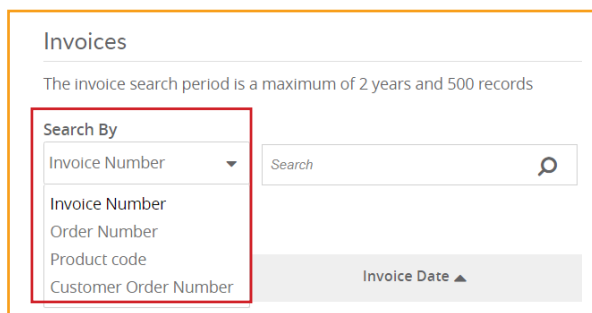 Invoices
The invoice search period is a maximum of 2 years and 500 records
Search By
Invoice Number
Search
Invoice Number
Order Number
Product code
Customer Order Number
Invoice Date